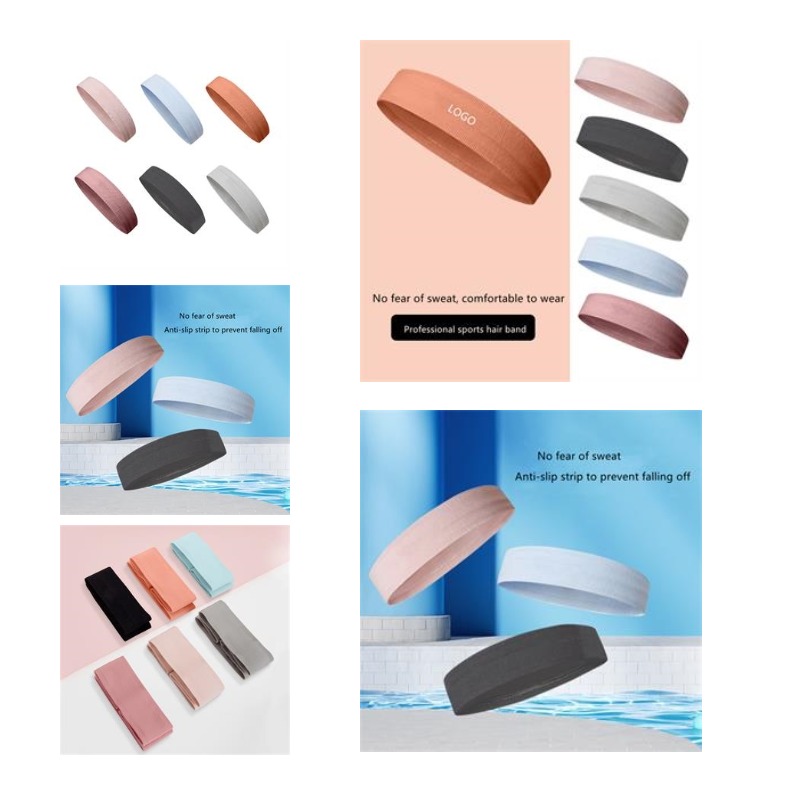 LOGO
No fear of sweat, comfortable to wear
Professional sports hair band
No fear of sweat
Anti-slip strip to prevent falling off
No fear of sweat
Anti-slip strip to prevent falling off